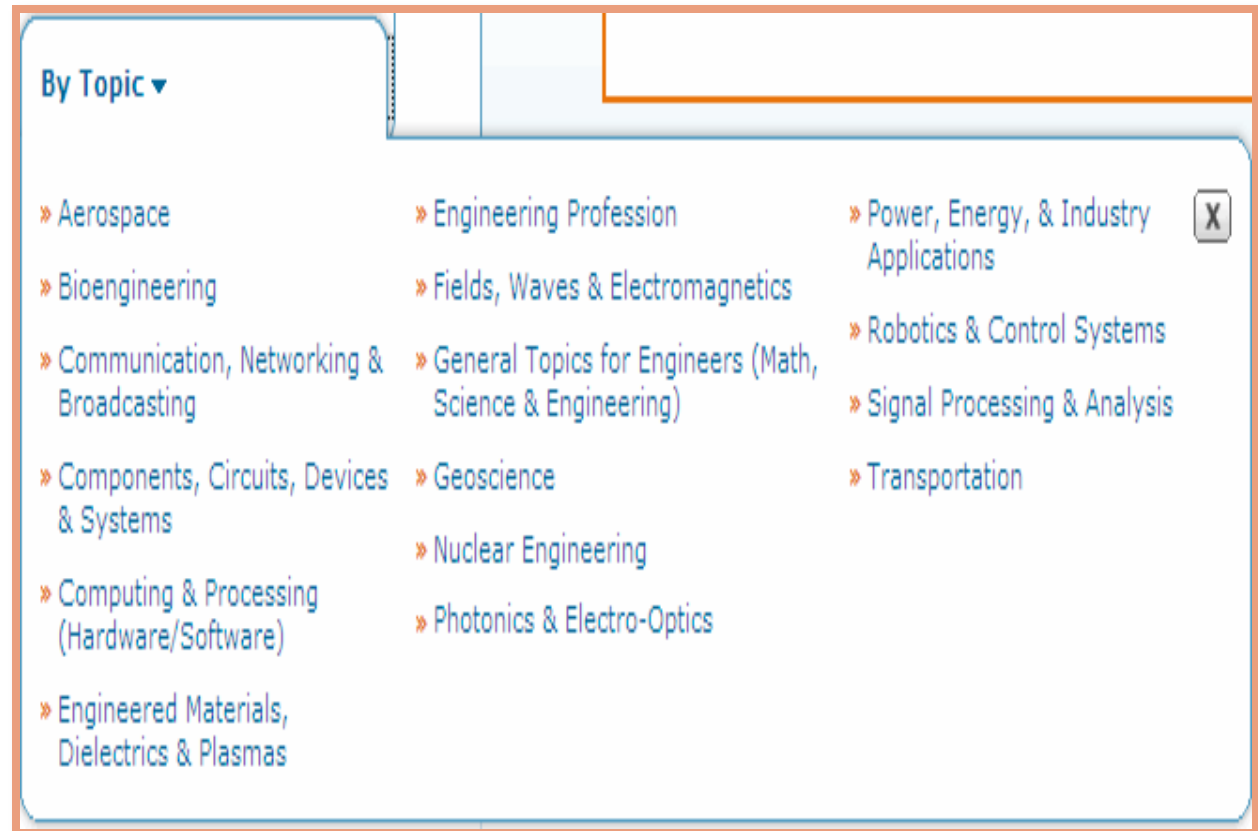 By Topic
» Aerospace
» Bioengineering
» Communication, Networking &
Broadcasting
» Components, Circuits, Devices
& Systems
» Computing & Processing
(Hardware/Software)
» Engineered Materials,
Dielectrics & Plasmas
» Engineering Profession
» Fields, Waves & Electromagnetics
» General Topics for Engineers (Math,
Science & Engineering)
» Geoscience
» Nuclear Engineering
» Photonics & Electro-Optics
» Power, Energy, & Industry
Applications
» Robotics & Control Systems
» Signal Processing & Analysis
» Transportation
X